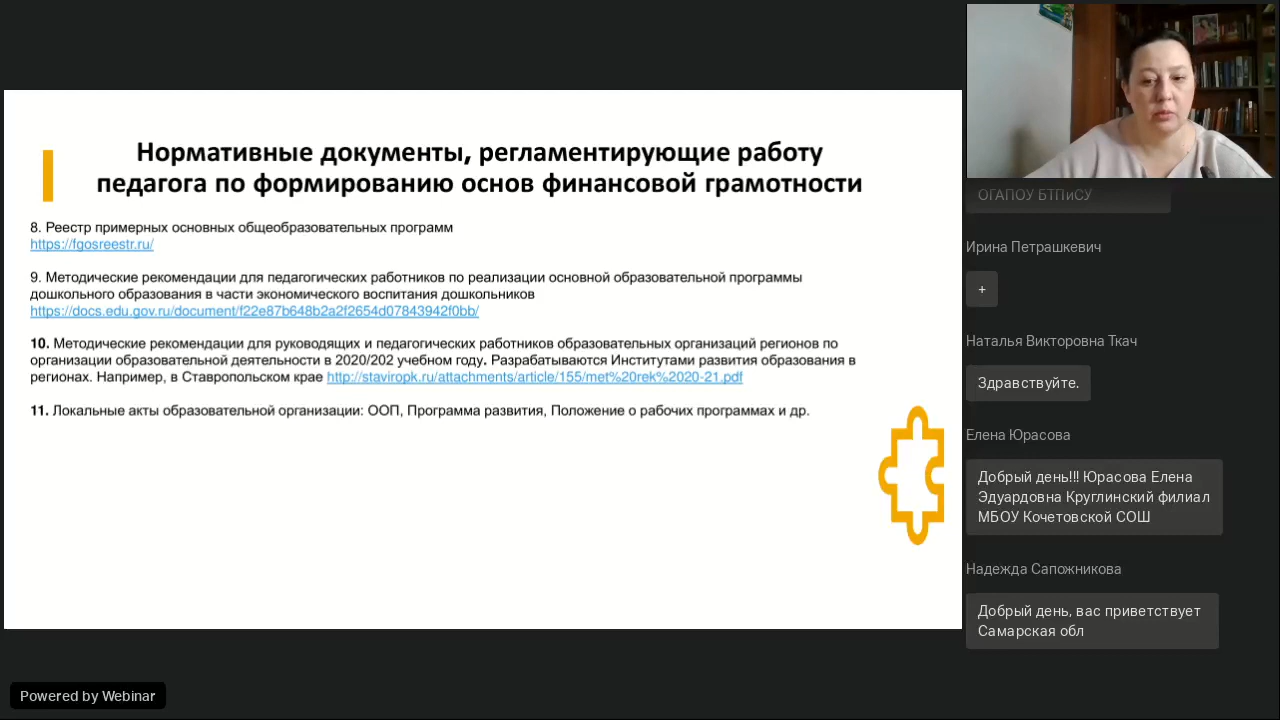 Нормативные документы, регламентирующие работу
педагога по формированию основ финансовой грамотности
8. Реестр примерных основных общеобразовательных программ
https://fgosreestr.ru/
9. Методические рекомендации для педагогических работников по реализации основной образовательной программы
дошкольного образования в части экономического воспитания дошкольников
https://docs.edu.gov.ru/document/f22e87b648b2a2f2654d07843942f0bb/
10. Методические рекомендации для руководящих и педагогических работников образовательных организаций регионов по
организации образовательной деятельности в 2020/202 учебном году. Разрабатываются Институтами развития образования в
регионах. Например, в Ставропольском крае http://staviropk.ru/attachments/article/155/met%20rek%2020-21.pdf
11. Локальные акты образовательной организации: ООП, Программа развития, Положение о рабочих программах и др.
ОГАПОУ БТПиСУ
Ирина Петрашкевич
+
Наталья Викторовна Ткач
Здравствуйте.
Елена Юрасова
Добрый день!!! Юрасова Елена
Эдуардовна Круглинский филиал
МБОУ Кочетовской СОШ
Надежда Сапожникова
Добрый день, вас приветствует
Самарская обл
Powered by Webinar